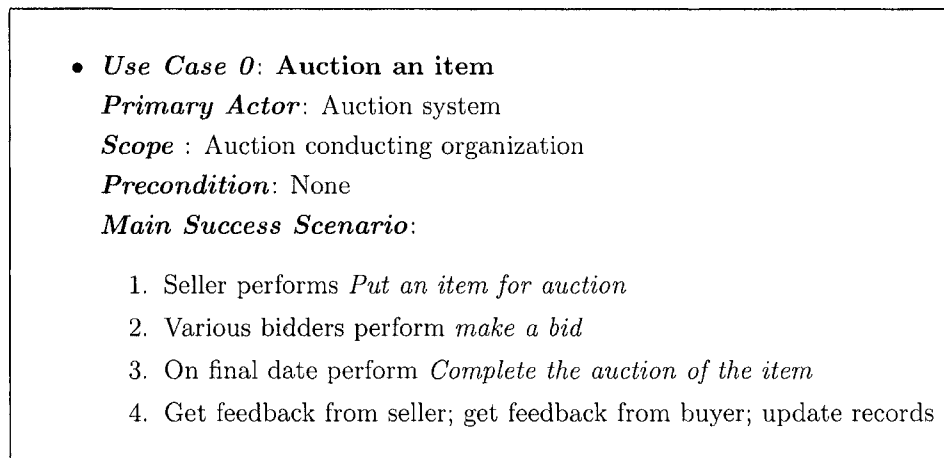 • Use Case 0: Auction an item
Primary Actor: Auction system
Scope : Auction conducting organization
Precondition: None
Main Success Scenario:
1. Seller performs Put an item for auction
2. Various bidders perform make a bid
3. On final date perform Complete the auction of the item
4. Get feedback from seller; get feedback from buyer; update records